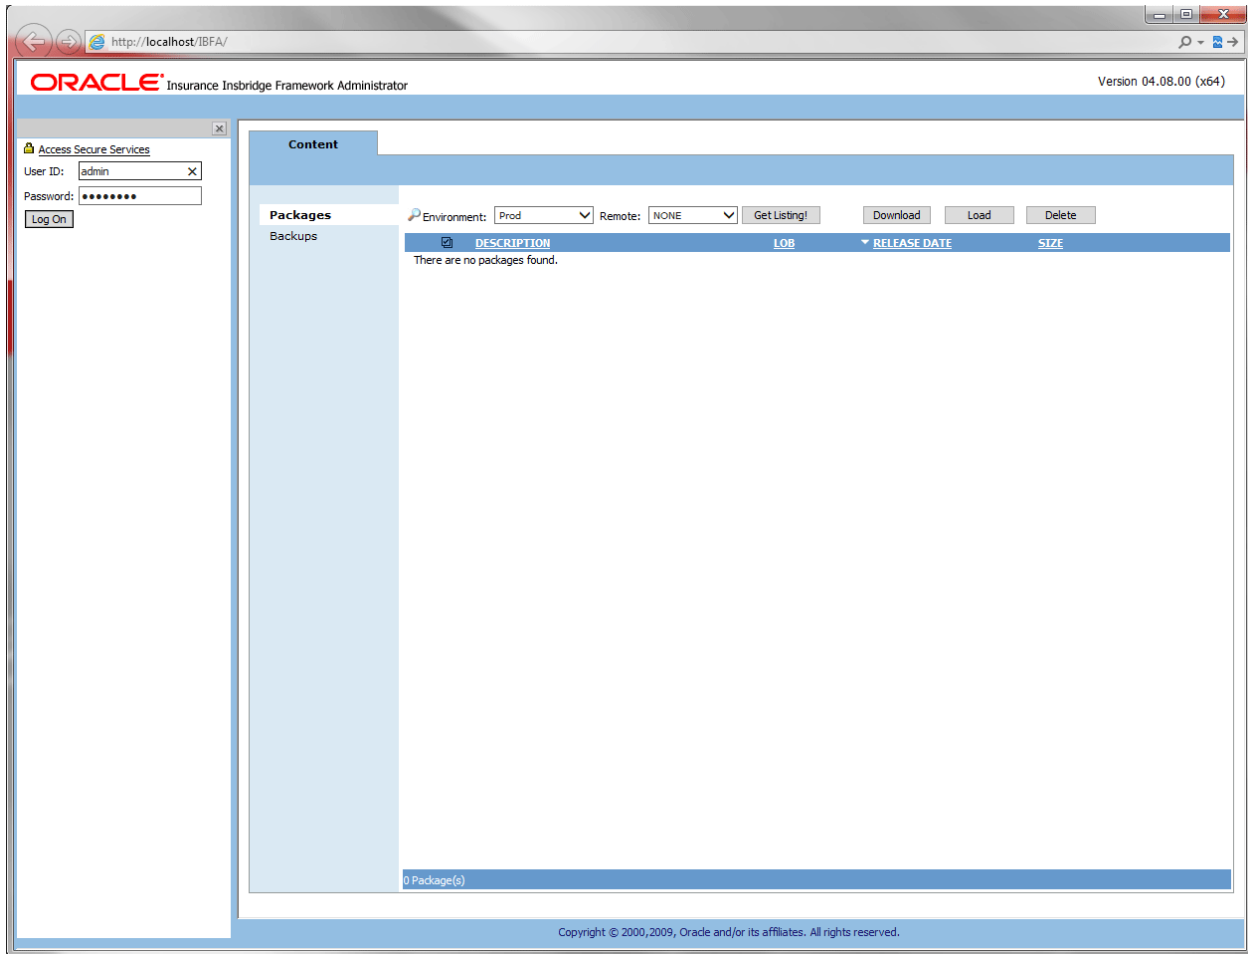 http://localhost/IBFA/
ORACLE Insurance Insbridge Framework Administrator
Version 04.08.00 (x64)
Access Secure Services
User ID: admin
Password: ●●●●●●●●
Log On
Content
Packages
Backups
Environment: Prod Remote: NONE Get Listing! Download Load Delete
DESCRIPTION LOB RELEASE DATE SIZE
There are no packages found.
0 Package(s)
Copyright © 2000,2009, Oracle and/or its affiliates. All rights reserved.